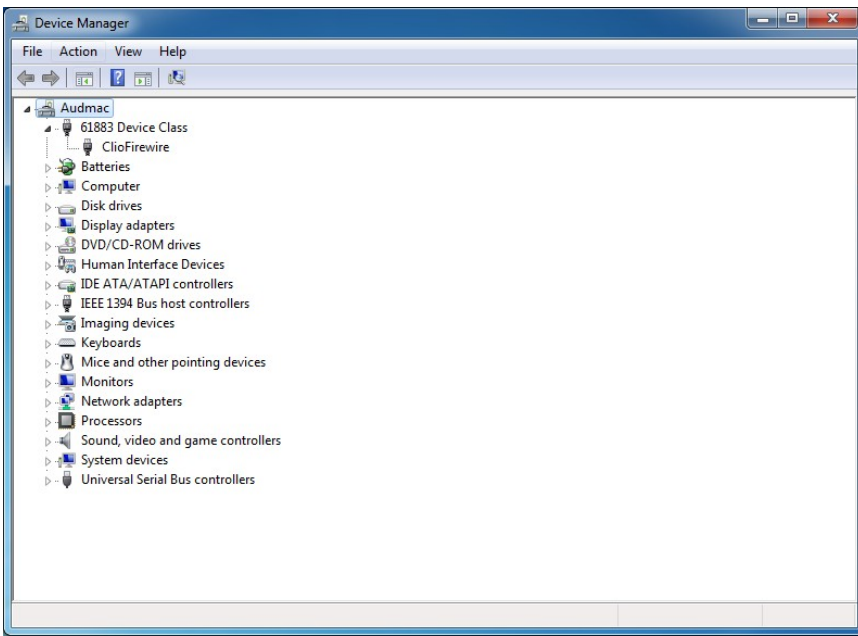 Device Manager
File Action View Help
Audmac
61883 Device Class
ClioFirewire
Batteries
Computer
Disk drives
Display adapters
DVD/CD-ROM drives
Human Interface Devices
IDE ATA/ATAPI controllers
IEEE 1394 Bus host controllers
Imaging devices
Keyboards
Mice and other pointing devices
Monitors
Network adapters
Processors
Sound, video and game controllers
System devices
Universal Serial Bus controllers